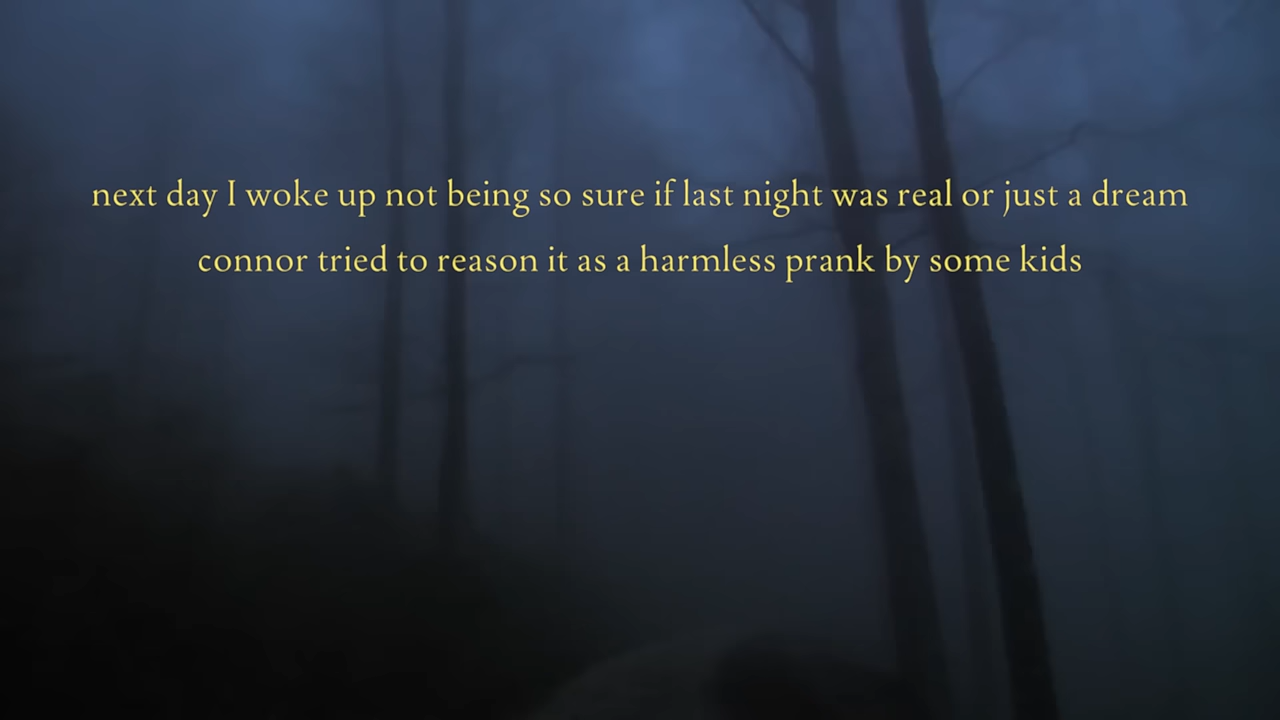 next day I woke up not being so sure if last night was real or just a dream
connor tried to reason it as a harmless prank by some kids